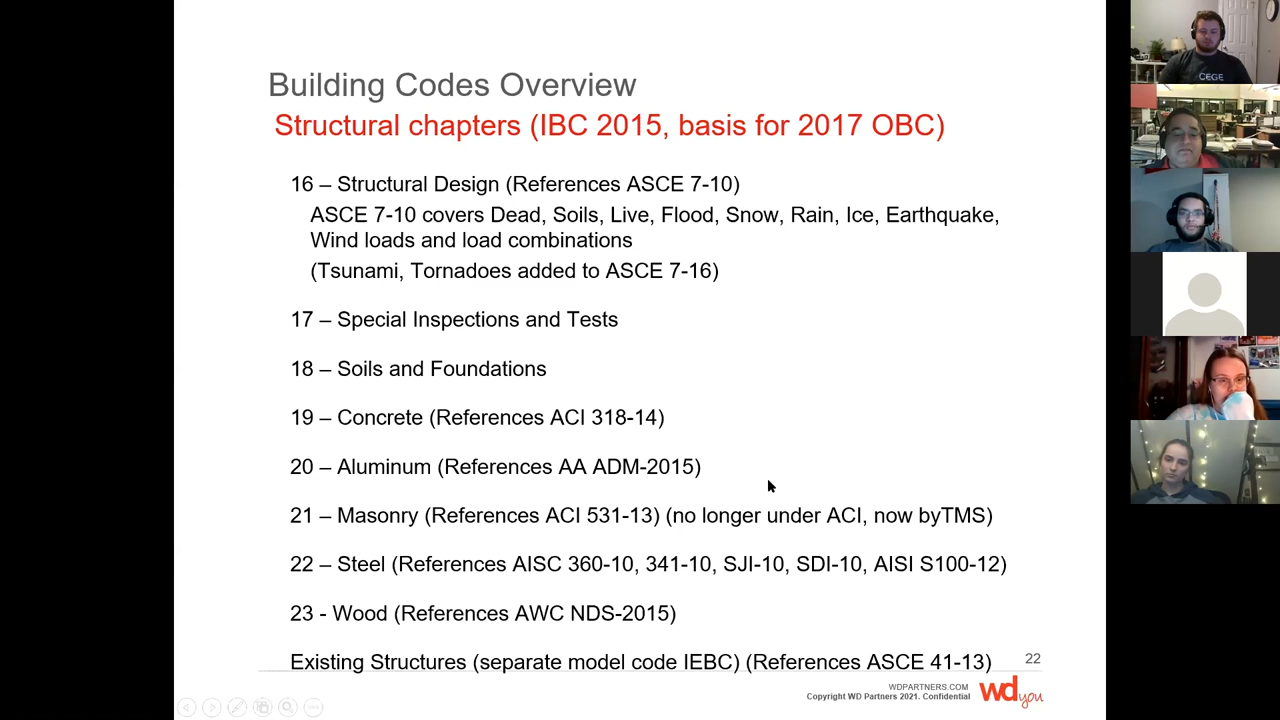 Building Codes Overview
Structural chapters (IBC 2015, basis for 2017 OBC)
16 – Structural Design (References ASCE 7-10)
ASCE 7-10 covers Dead, Soils, Live, Flood, Snow, Rain, Ice, Earthquake,
Wind loads and load combinations
(Tsunami, Tornadoes added to ASCE 7-16)
17 – Special Inspections and Tests
18 – Soils and Foundations
19 – Concrete (References ACI 318-14)
20 – Aluminum (References AA ADM-2015)
21 – Masonry (References ACI 531-13) (no longer under ACI, now byTMS)
22 – Steel (References AISC 360-10, 341-10, SJI-10, SDI-10, AISI S100-12)
23 - Wood (References AWC NDS-2015)
Existing Structures (separate model code IEBC) (References ASCE 41-13)
22
WDPARTNERS.COM
Copyright WD Partners 2021. Confidential
wd you
CEGE